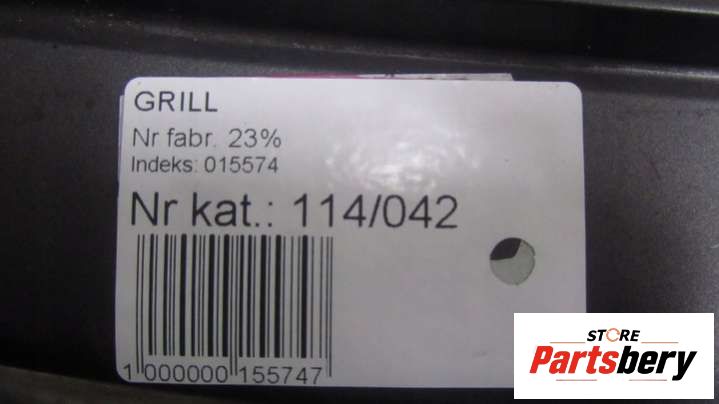 GRILL
Nr fabr. 23%
Indeks: 015574
Nr kat.: 114/042
1 000000 155747
STORE
Partsbery